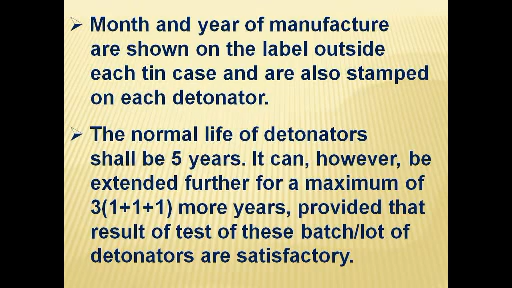 ➢ Month and year of manufacture
are shown on the label outside
each tin case and are also stamped
on each detonator.
➢ The normal life of detonators
shall be 5 years. It can, however, be
extended further for a maximum of
3(1+1+1) more years, provided that
result of test of these batch/lot of
detonators are satisfactory.